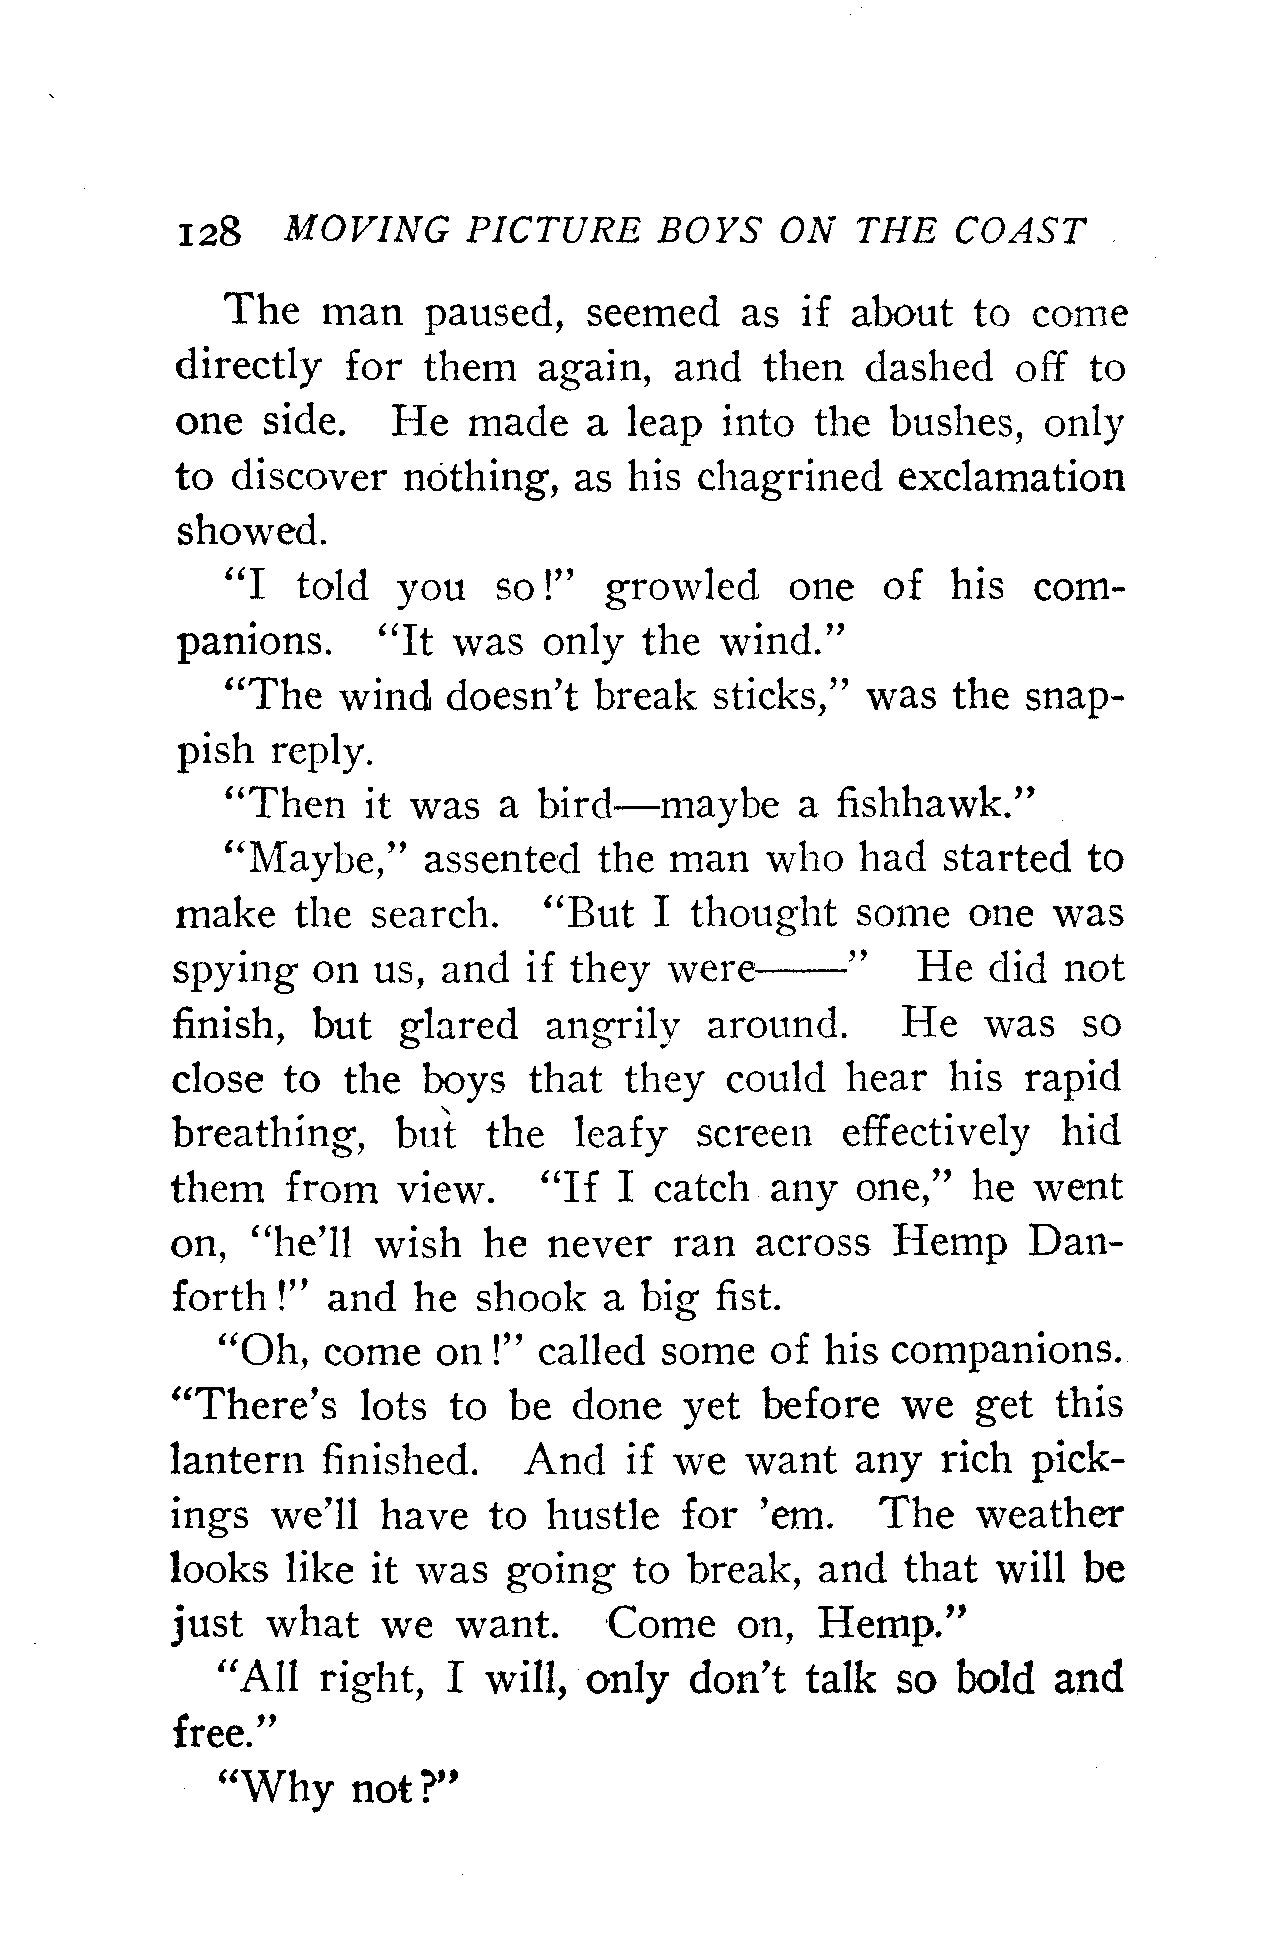 128 MOVING PICTURE BOYS ON THE COAST
The man paused, seemed as if about to come
directly for them again, and then dashed off to
one side. He made a leap into the bushes, only
to discover nothing, as his chagrined exclamation
showed.
"I told you so!" growled one of his com-
panions. "It was only the wind."
"The wind doesn't break sticks," was the snap-
pish reply.
"Then it was a bird—maybe a fishhawk."
"Maybe," assented the man who had started to
make the search. "But I thought some one was
spying on us, and if they were——" He did not
finish, but glared angrily around. He was so
close to the boys that they could hear his rapid
breathing, but the leafy screen effectively hid
them from view. "If I catch any one," he went
on, "he'll wish he never ran across Hemp Dan-
forth!" and he shook a big fist.
"Oh, come on!" called some of his companions.
"There's lots to be done yet before we get this
lantern finished. And if we want any rich pick-
ings we'll have to hustle for 'em. The weather
looks like it was going to break, and that will be
just what we want. Come on, Hemp."
"All right, I will, only don't talk so bold and
free."
"Why not?"